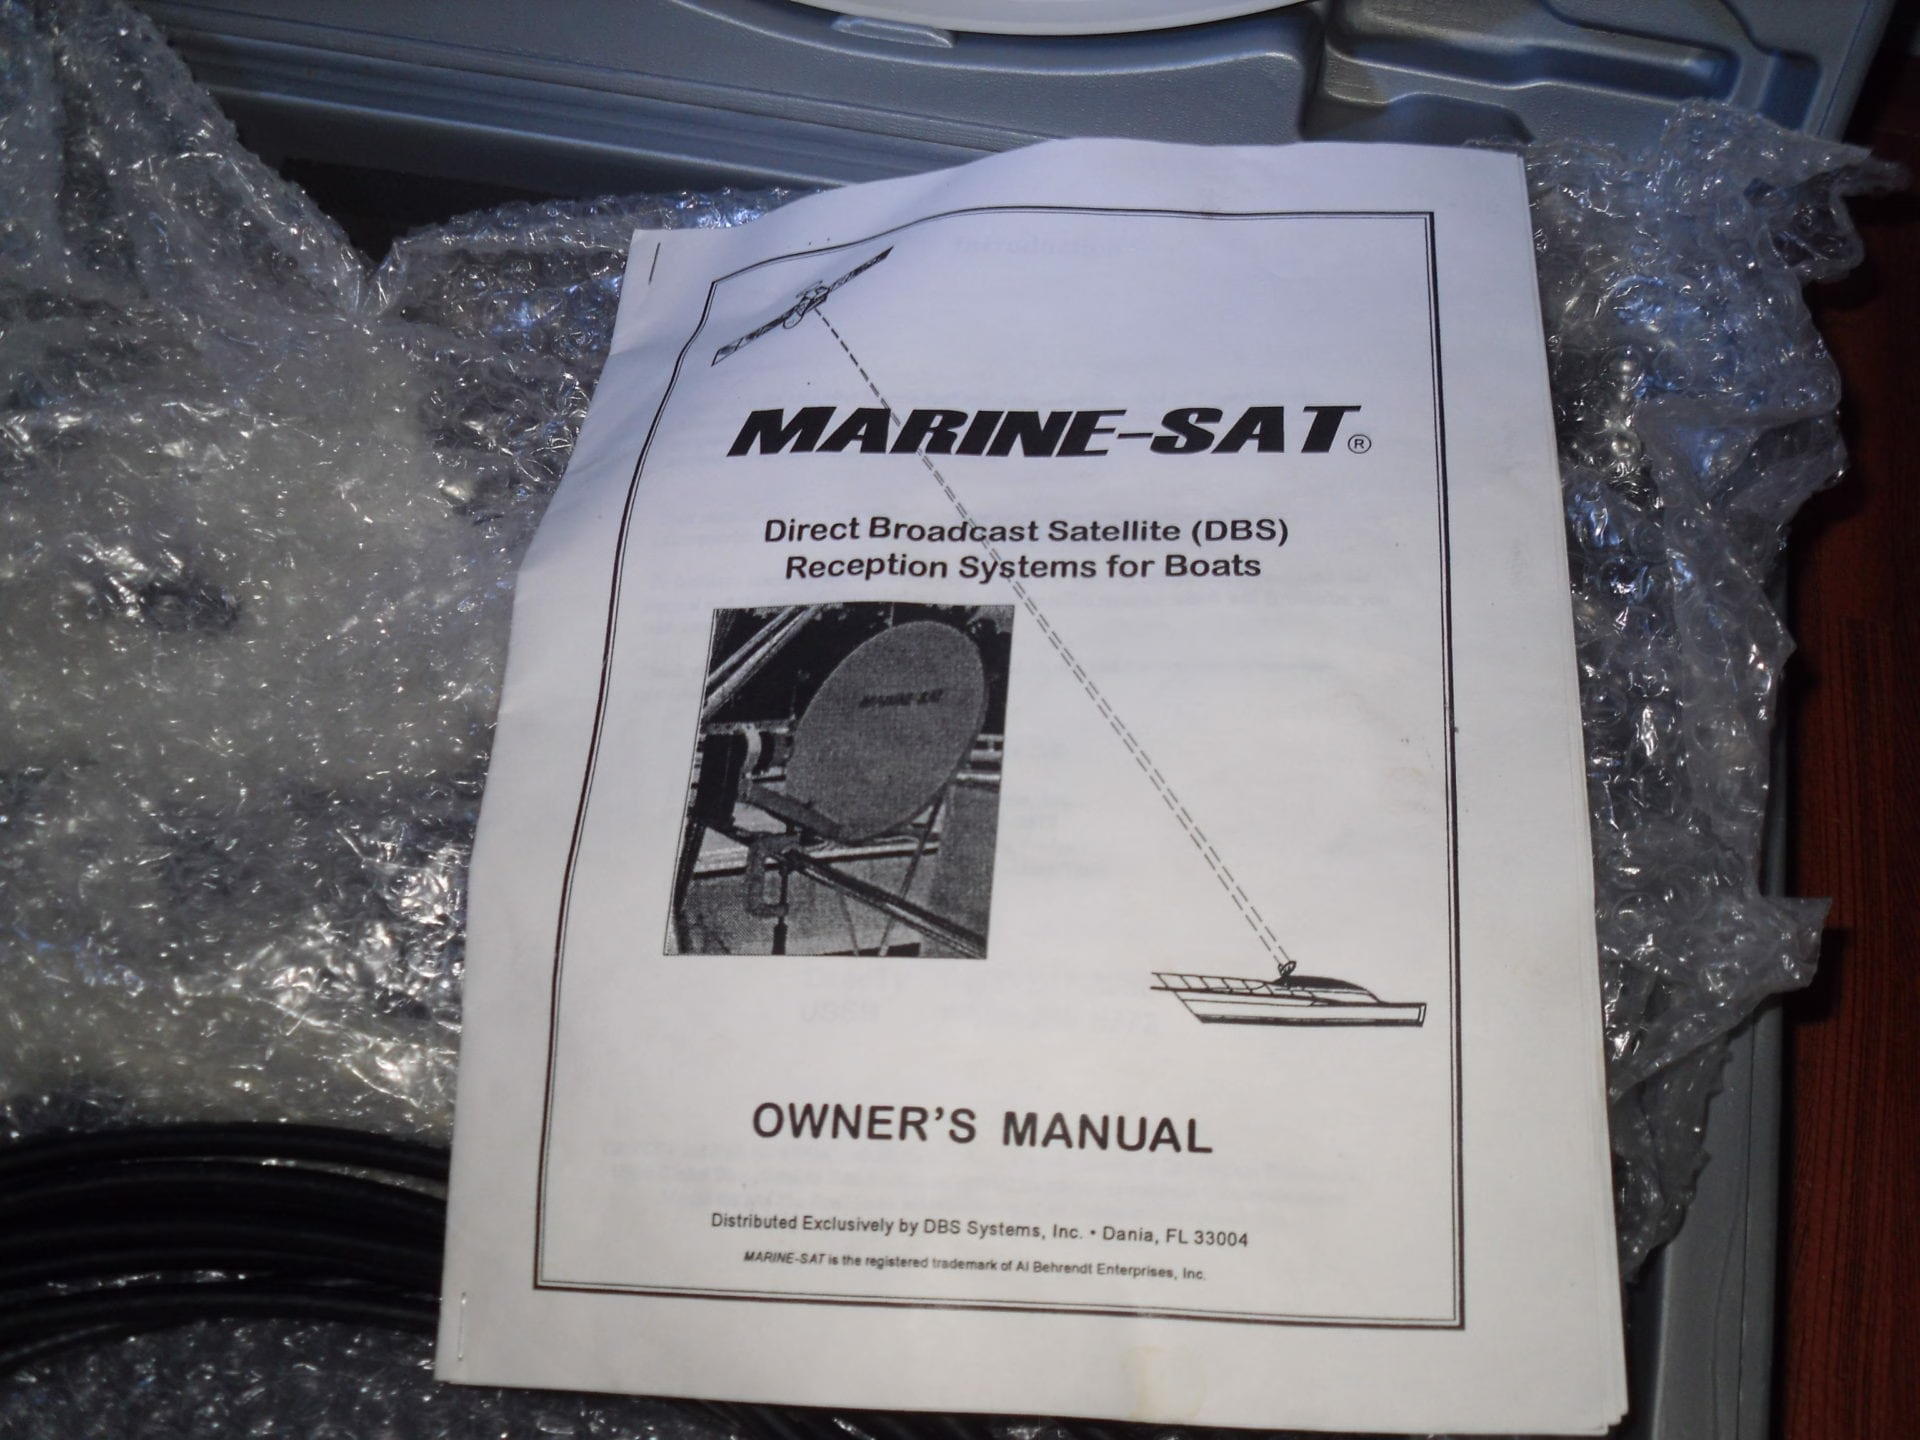 MARINE-SAT®
Direct Broadcast Satellite (DBS)
Reception Systems for Boats
MARINE-SAT
OWNER'S MANUAL
Distributed Exclusively by DBS Systems, Inc. • Dania, FL 33004
MARINE-SAT is the registered trademark of Al Behrendt Enterprises, Inc.